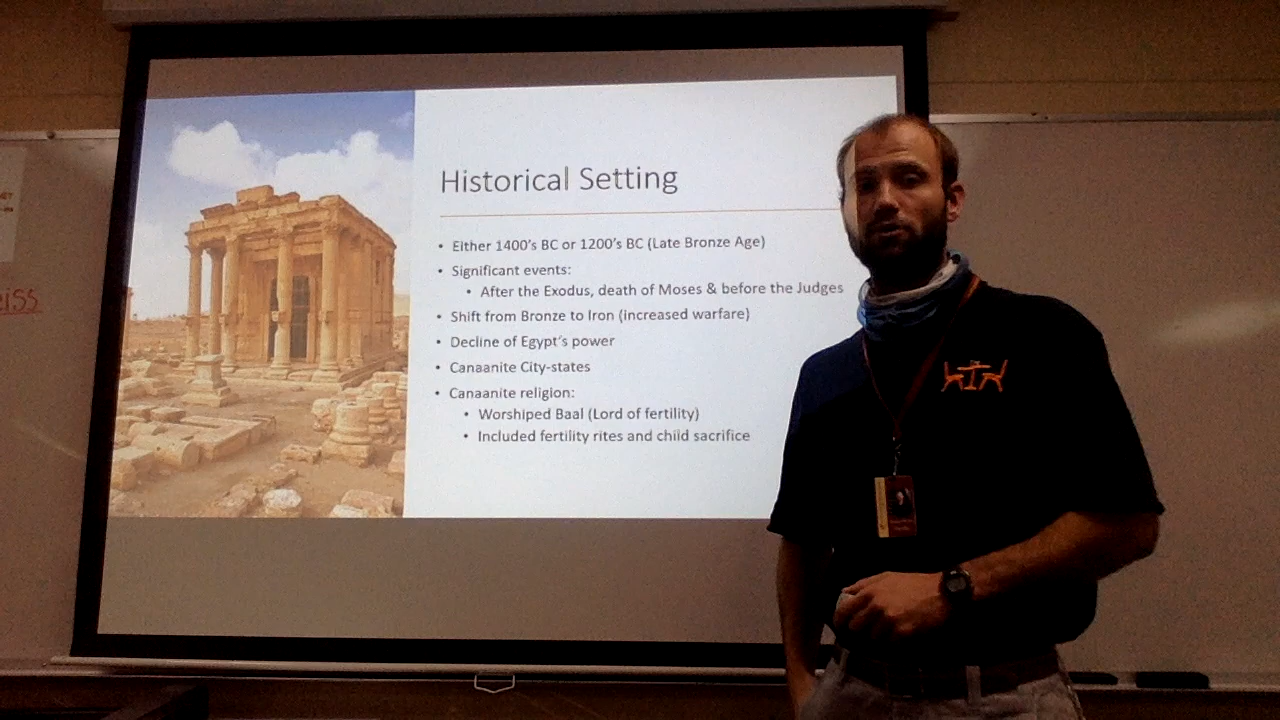 Historical Setting
• Either 1400's BC or 1200's BC (Late Bronze Age)
• Significant events:
• After the Exodus, death of Moses & before the Judges
• Shift from Bronze to Iron (increased warfare)
• Decline of Egypt's power
• Canaanite City-states
• Canaanite religion:
• Worshiped Baal (Lord of fertility)
• Included fertility rites and child sacrifice
eiss